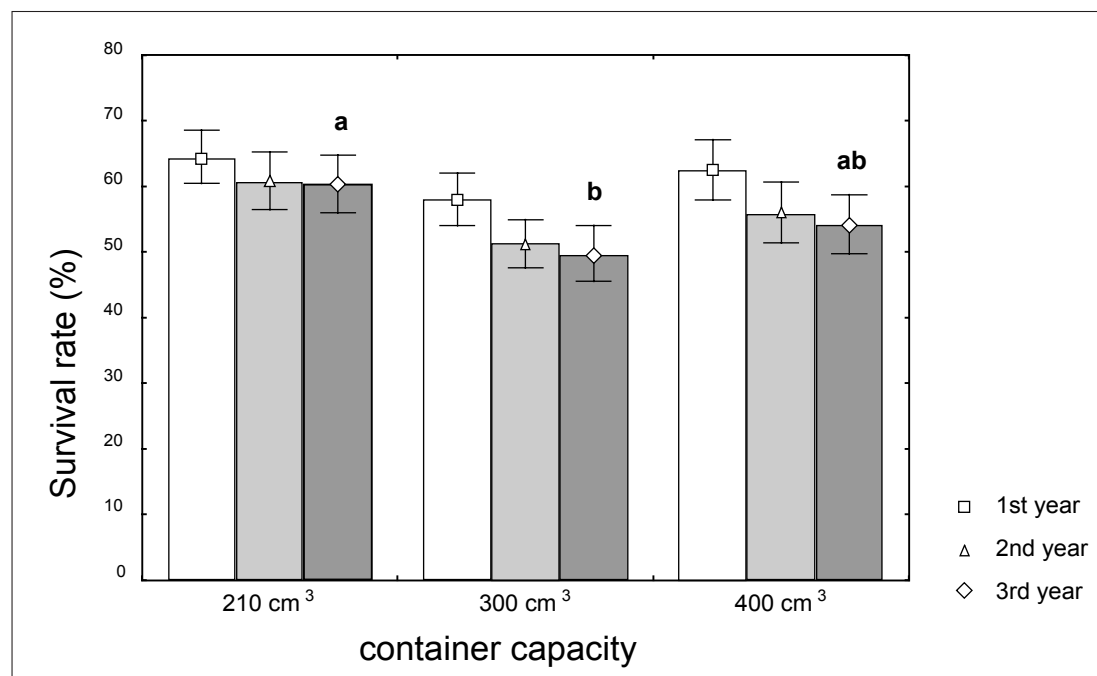 80
70
60
50
40
30
20
10
0
Survival rate (%)
a
b
ab
210 cm ³
300 cm ³
400 cm ³
container capacity
1st year
2nd year
3rd year